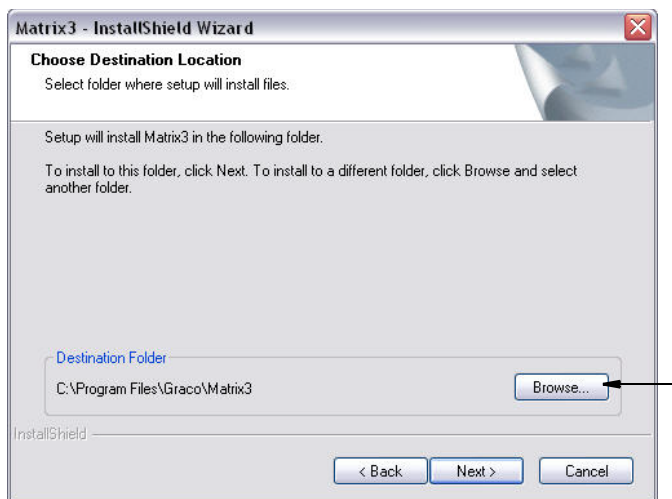 Matrix3 - InstallShield Wizard
Choose Destination Location
Select folder where setup will install files.
Setup will install Matrix3 in the following folder.
To install to this folder, click Next. To install to a different folder, click Browse and select
another folder.
Destination Folder
C:\Program Files\Graco\Matrix3
Browse...
InstallShield
< Back
Next >
Cancel